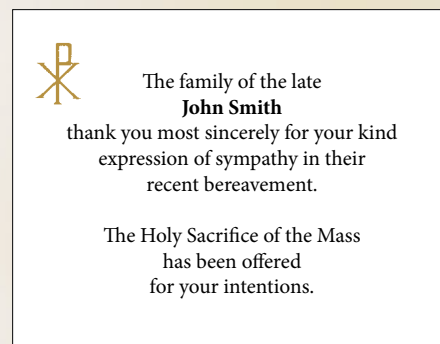 The family of the late
John Smith
thank you most sincerely for your kind
expression of sympathy in their
recent bereavement.
The Holy Sacrifice of the Mass
has been offered
for your intentions.